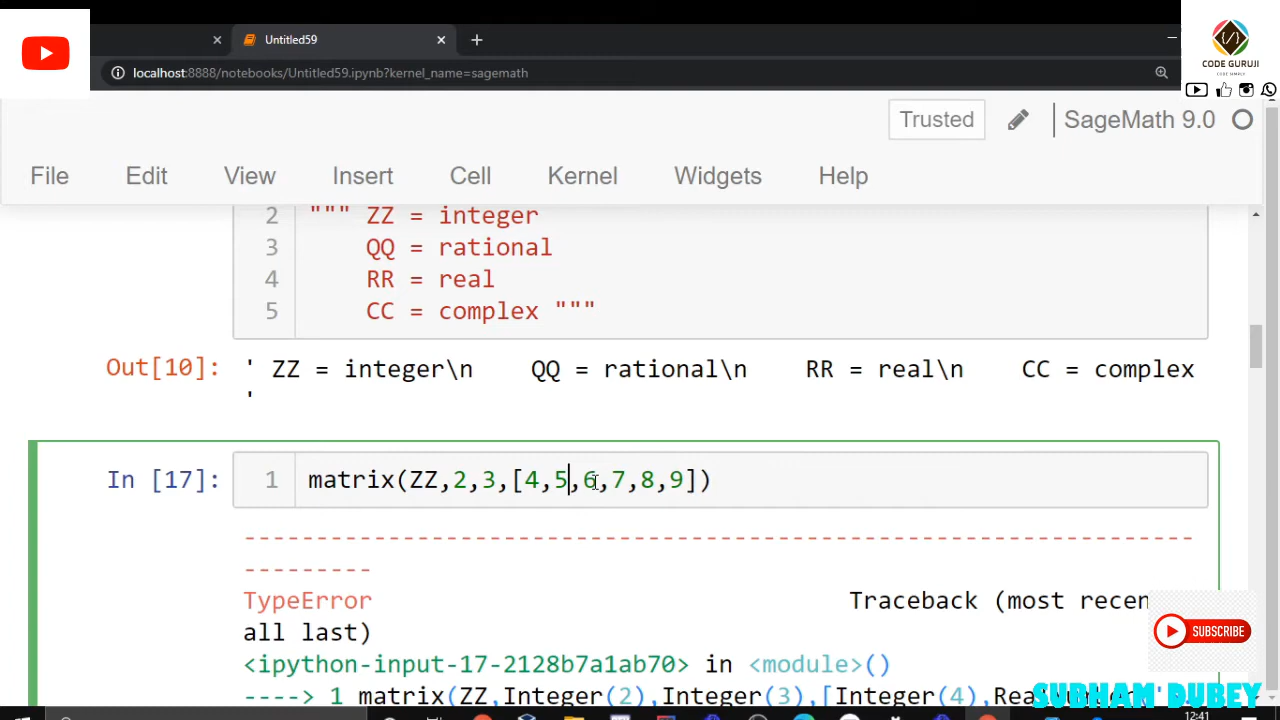 Untitled59
localhost:8888/notebooks/Untitled59.ipynb?kernel_name=sagemath
CODE GURUJI
CODE SIMPLY
Trusted
SageMath 9.0
File Edit View Insert Cell Kernel Widgets Help
2 """ ZZ = integer
3 QQ = rational
4 RR = real
5 CC = complex """
Out[10]: ' ZZ = integer\n QQ = rational\n RR = real\n CC = complex
'
In [17]: 1 matrix(ZZ,2,3,[4,5,6,7,8,9])
--------------------------------------------------------------------------
---------
TypeError Traceback (most recen
all last)
<ipython-input-17-2128b7a1ab70> in <module>()
----> 1 matrix(ZZ,Integer(2),Integer(3),[Integer(4),Rea
SUBSCRIBE
SUBHAM DUBEY
12:41